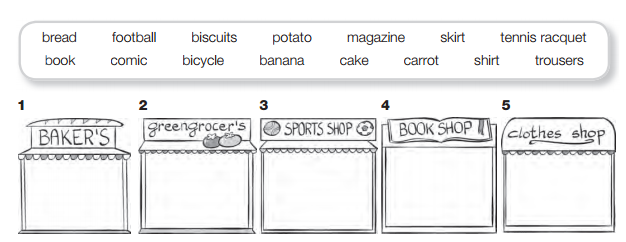 bread football biscuits potato magazine skirt tennis racquet
book comic bicycle banana cake carrot shirt trousers
1 2 3 4 5
BAKER'S greengrocer's SPORTS SHOP BOOK SHOP clothes shop